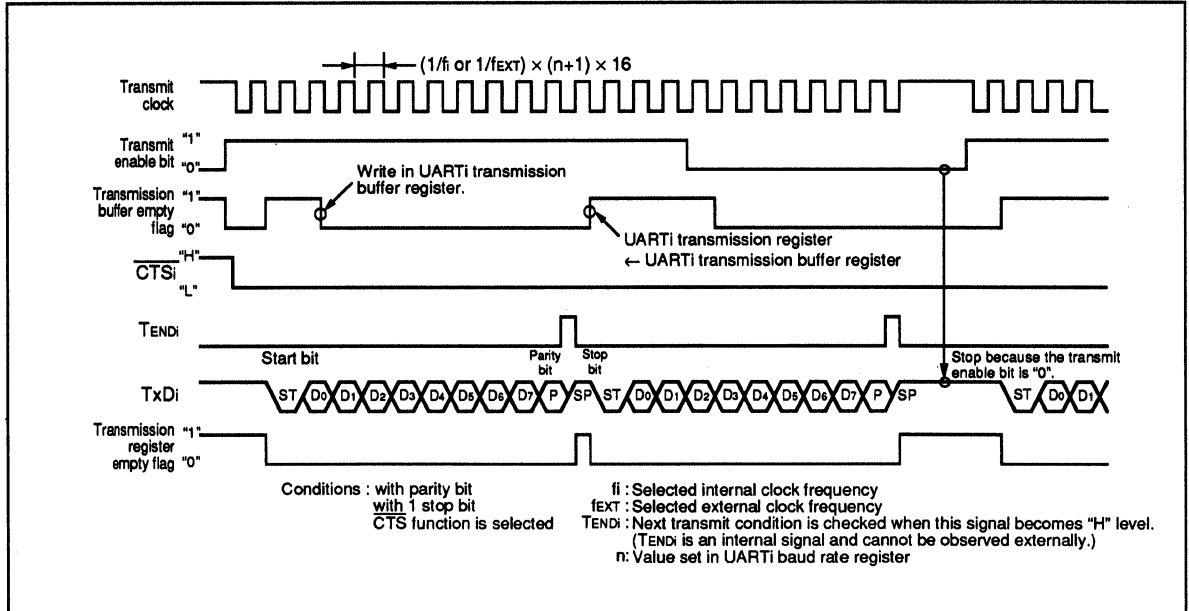 (1/fi or 1/fEXT) × (n+1) × 16
Transmit
clock
Transmit "1"
enable bit "0"
Write in UARTi transmission
buffer register.
Transmission "1"
buffer empty
flag "0"
UARTi transmission register
← UARTi transmission buffer register
"H"
CTSi
"L"
TENDi
Start bit
Parity
bit
Stop
bit
Stop because the transmit
enable bit is "0".
TxDi
ST D0 D1 D2 D3 D4 D5 D6 D7 P SP ST D0 D1 D2 D3 D4 D5 D6 D7 P SP ST D0 D1
Transmission "1"
register
empty flag "0"
Conditions : with parity bit
with 1 stop bit
CTS function is selected
fi : Selected internal clock frequency
fEXT : Selected external clock frequency
TENDi : Next transmit condition is checked when this signal becomes "H" level.
(TENDi is an internal signal and cannot be observed externally.)
n: Value set in UARTi baud rate register